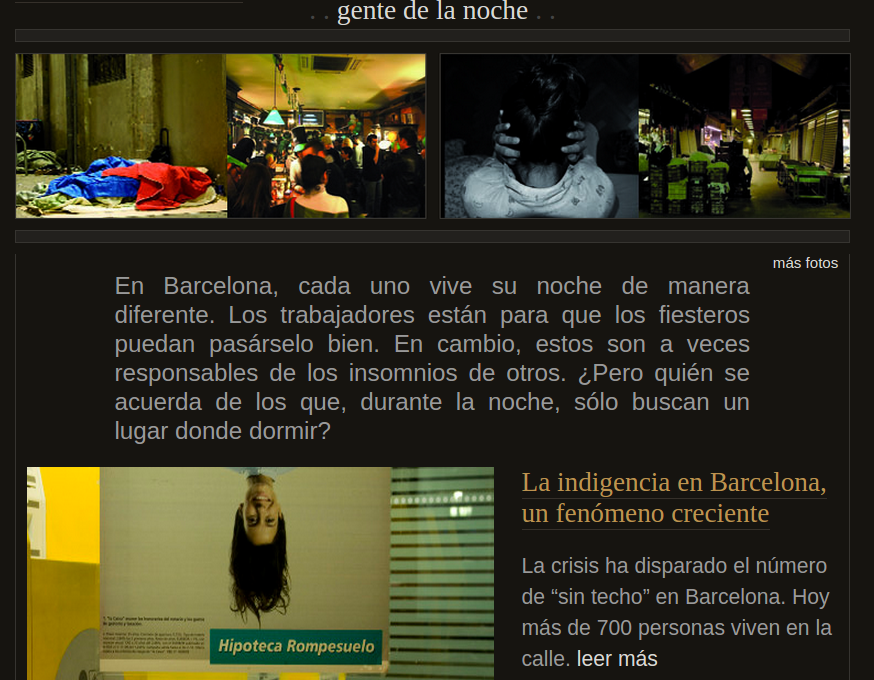 . . gente de la noche . .
más fotos
En Barcelona, cada uno vive su noche de manera
diferente. Los trabajadores están para que los fiesteros
puedan pasárselo bien. En cambio, estos son a veces
responsables de los insomnios de otros. ¿Pero quién se
acuerda de los que, durante la noche, sólo buscan un
lugar donde dormir?
Hipoteca Rompesuelo
La indigencia en Barcelona,
un fenómeno creciente
La crisis ha disparado el número
de “sin techo” en Barcelona. Hoy
más de 700 personas viven en la
calle. leer más